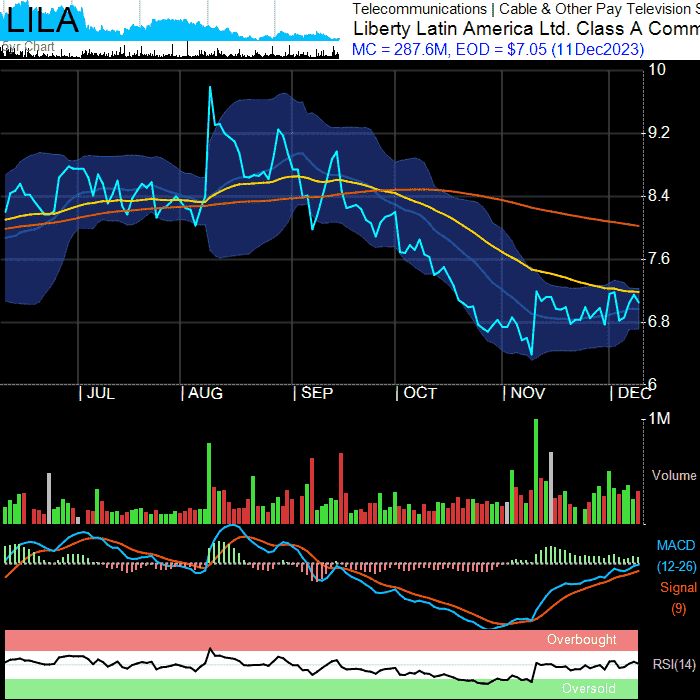 LILA
Our Chart
Telecommunications | Cable & Other Pay Television S
Liberty Latin America Ltd. Class A Comm
MC = 287.6M, EOD = $7.05 (11Dec2023)
10
9.2
8.4
7.6
6.8
6
JUL
AUG
SEP
OCT
NOV
DEC
1M
Volume
MACD
(12-26)
Signal
(9)
Overbought
RSI(14)
Oversold